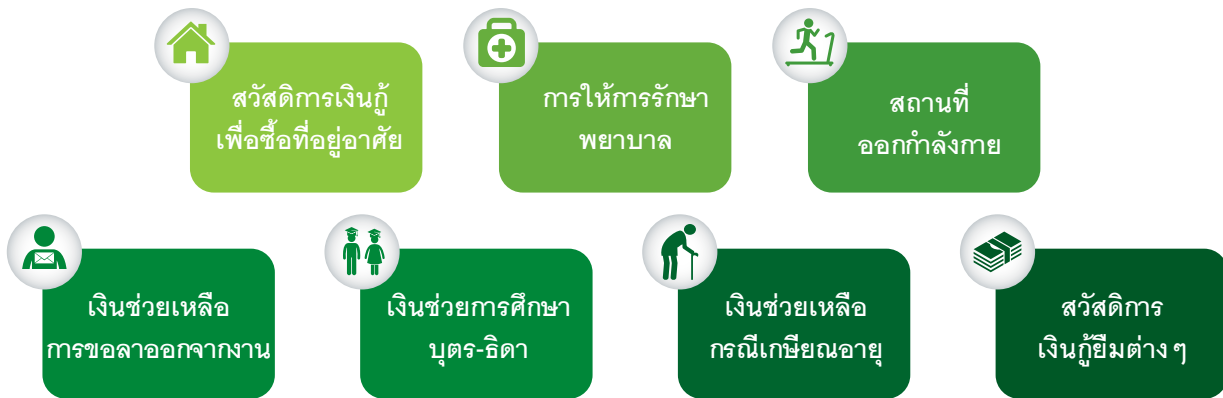 สวัสดิการเงินกู้
เพื่อซื้อที่อยู่อาศัย
การให้การรักษา
พยาบาล
สถานที่
ออกกำลังกาย
เงินช่วยเหลือ
การขอลาออกจากงาน
เงินช่วยการศึกษา
บุตร-ธิดา
เงินช่วยเหลือ
กรณีเกษียณอายุ
สวัสดิการ
เงินกู้ยืมต่าง ๆ